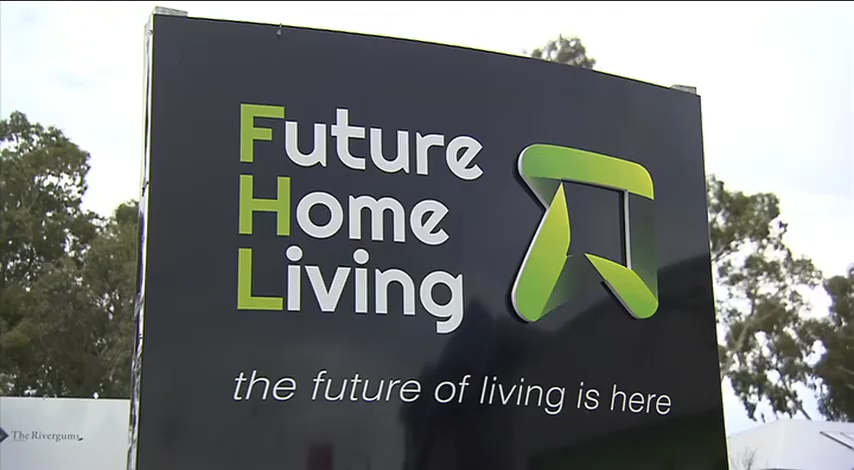 Future
Home
Living
the future of living is here
The Rivergums